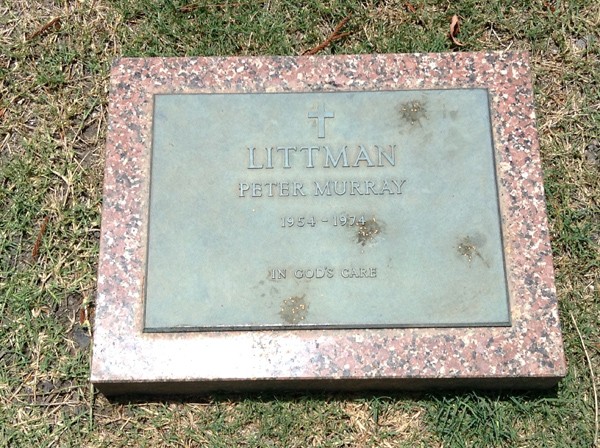 LITTMAN
PETER MURRAY
1954 - 1974
IN GOD'S CARE